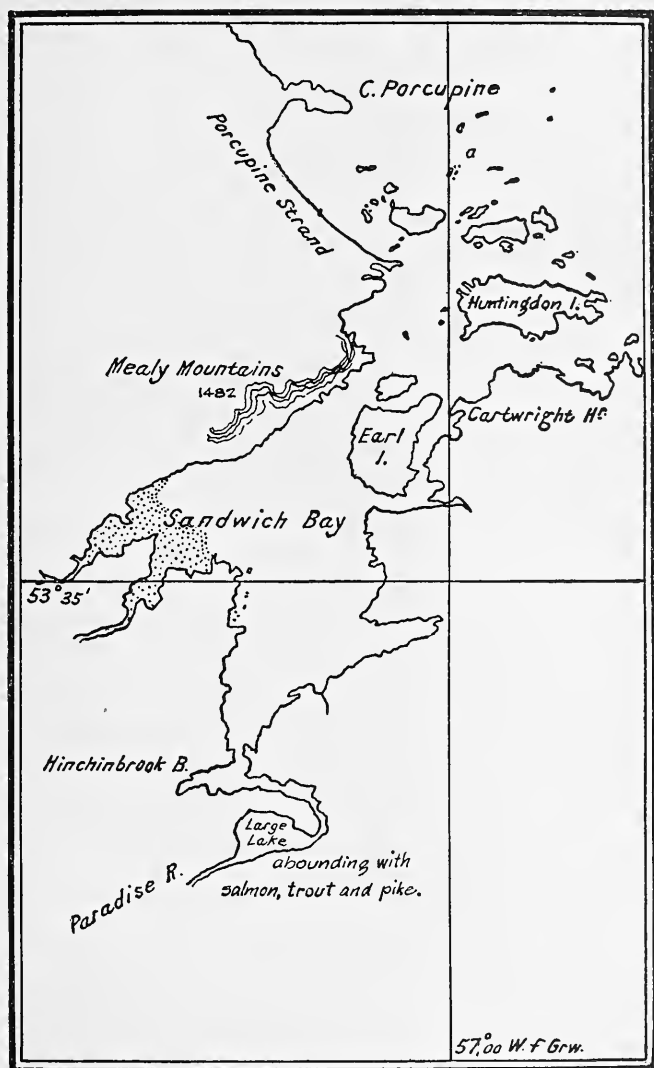 C. Porcupine
Porcupine Strand
a
Huntingdon I.
Mealy Mountains
1482
Cartwright Hr.
Earl
I.
Sandwich Bay
53°35'
Hinchinbrook B.
Large
Lake
abounding with
salmon, trout and pike.
Paradise R.
57°,00 W. f Grw.